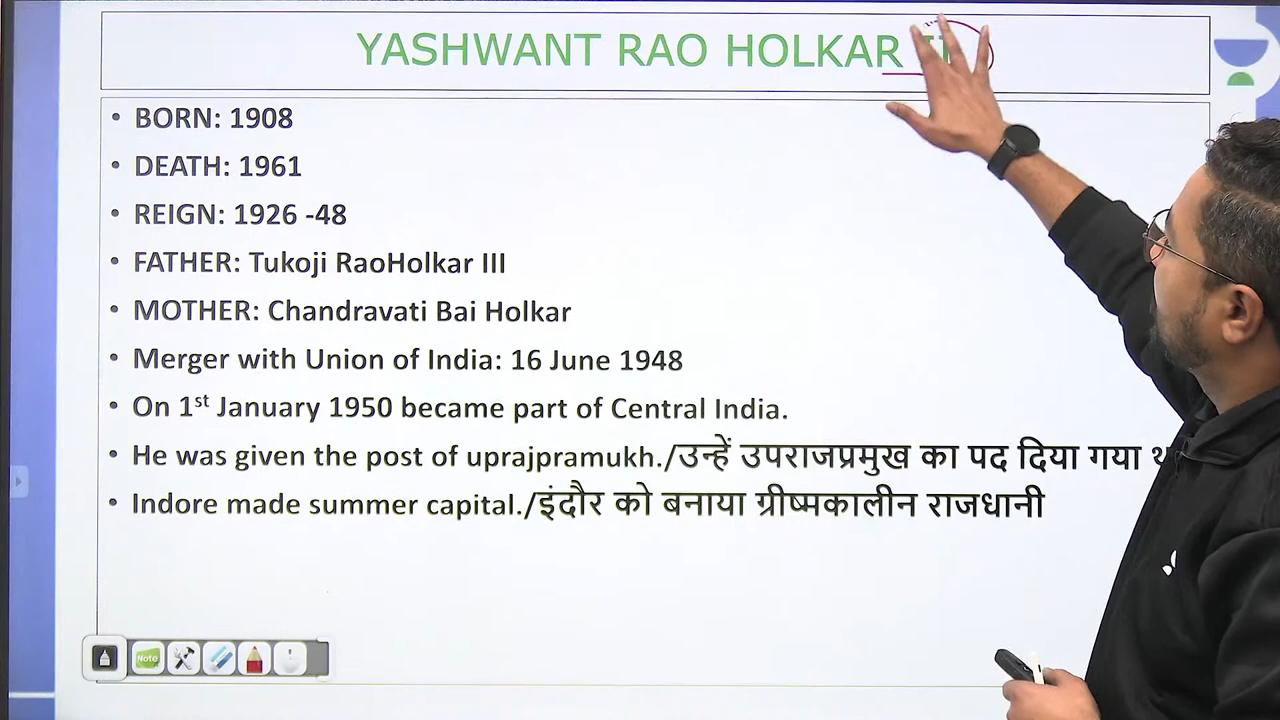 YASHWANT RAO HOLKAR
• BORN: 1908
• DEATH: 1961
• REIGN: 1926 -48
• FATHER: Tukoji RaoHolkar III
• MOTHER: Chandravati Bai Holkar
• Merger with Union of India: 16 June 1948
• On 1st January 1950 became part of Central India.
• He was given the post of uprajpramukh./उन्हें उपराजप्रमुख का पद दिया गया
• Indore made summer capital./इंदौर को बनाया ग्रीष्मकालीन राजधानी
Note